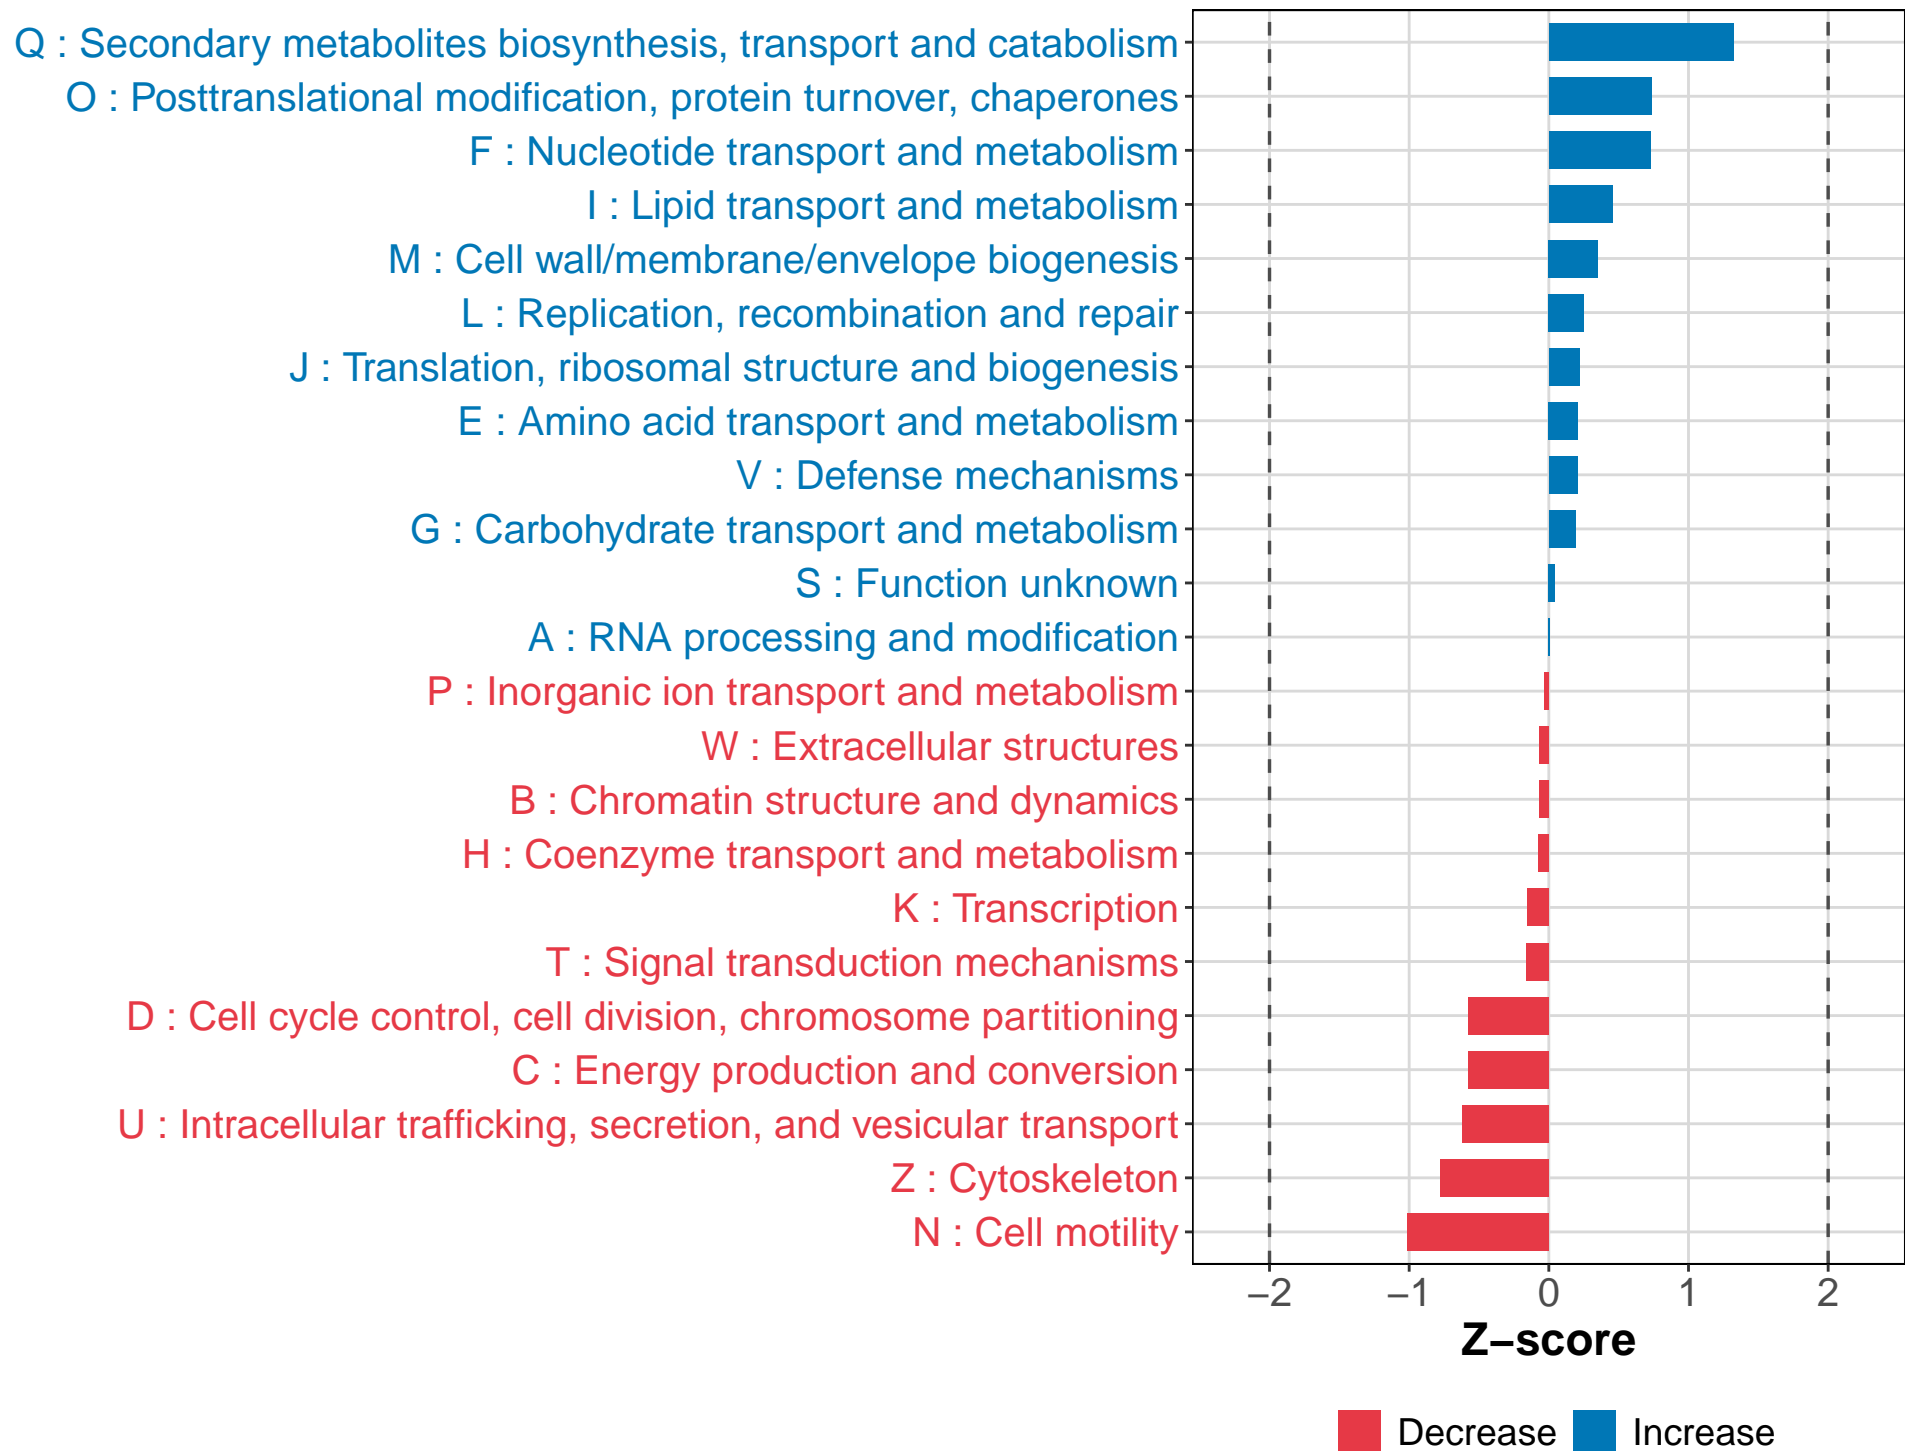 Q : Secondary metabolites biosynthesis, transport and catabolism
O : Posttranslational modification, protein turnover, chaperones
F : Nucleotide transport and metabolism
I : Lipid transport and metabolism
M : Cell wall/membrane/envelope biogenesis
L : Replication, recombination and repair
J : Translation, ribosomal structure and biogenesis
E : Amino acid transport and metabolism
V : Defense mechanisms
G : Carbohydrate transport and metabolism
S : Function unknown
A : RNA processing and modification
P : Inorganic ion transport and metabolism
W : Extracellular structures
B : Chromatin structure and dynamics
H : Coenzyme transport and metabolism
K : Transcription
T : Signal transduction mechanisms
D : Cell cycle control, cell division, chromosome partitioning
C : Energy production and conversion
U : Intracellular trafficking, secretion, and vesicular transport
Z : Cytoskeleton
N : Cell motility
−2 −1 0 1 2
Z−score
Decrease Increase